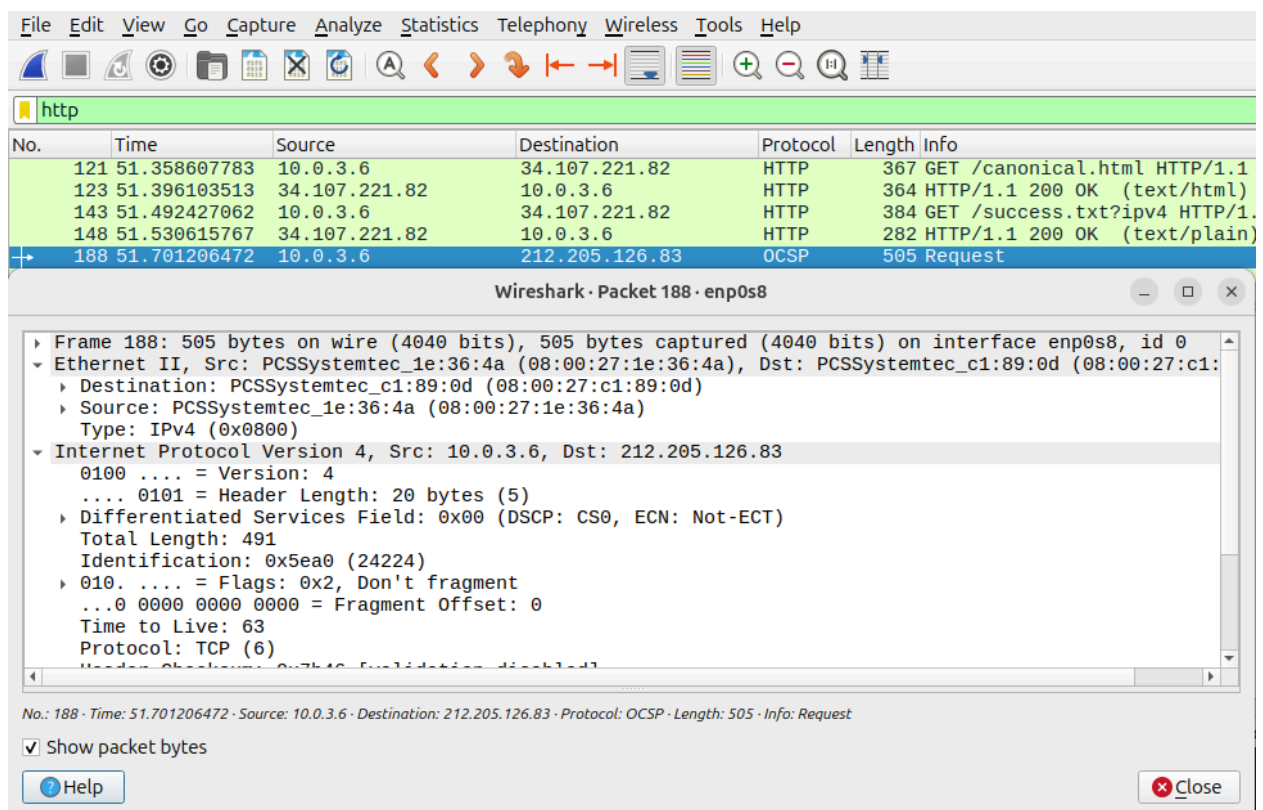 File Edit View Go Capture Analyze Statistics Telephony Wireless Tools Help
http
No. Time Source Destination Protocol Length Info
121 51.358607783 10.0.3.6 34.107.221.82 HTTP 367 GET /canonical.html HTTP/1.1
123 51.396103513 34.107.221.82 10.0.3.6 HTTP 364 HTTP/1.1 200 OK (text/html)
143 51.492427062 10.0.3.6 34.107.221.82 HTTP 384 GET /success.txt?ipv4 HTTP/1.
148 51.530615767 34.107.221.82 10.0.3.6 HTTP 282 HTTP/1.1 200 OK (text/plain)
188 51.701206472 10.0.3.6 212.205.126.83 OCSP 505 Request
Wireshark · Packet 188 · enp0s8
Frame 188: 505 bytes on wire (4040 bits), 505 bytes captured (4040 bits) on interface enp0s8, id 0
Ethernet II, Src: PCSSystemtec_1e:36:4a (08:00:27:1e:36:4a), Dst: PCSSystemtec_c1:89:0d (08:00:27:c1:
Destination: PCSSystemtec_c1:89:0d (08:00:27:c1:89:0d)
Source: PCSSystemtec_1e:36:4a (08:00:27:1e:36:4a)
Type: IPv4 (0x0800)
Internet Protocol Version 4, Src: 10.0.3.6, Dst: 212.205.126.83
0100 .... = Version: 4
.... 0101 = Header Length: 20 bytes (5)
Differentiated Services Field: 0x00 (DSCP: CS0, ECN: Not-ECT)
Total Length: 491
Identification: 0x5ea0 (24224)
010. .... = Flags: 0x2, Don't fragment
...0 0000 0000 0000 = Fragment Offset: 0
Time to Live: 63
Protocol: TCP (6)
No.: 188 · Time: 51.701206472 · Source: 10.0.3.6 · Destination: 212.205.126.83 · Protocol: OCSP · Length: 505 · Info: Request
Show packet bytes
Help
Close